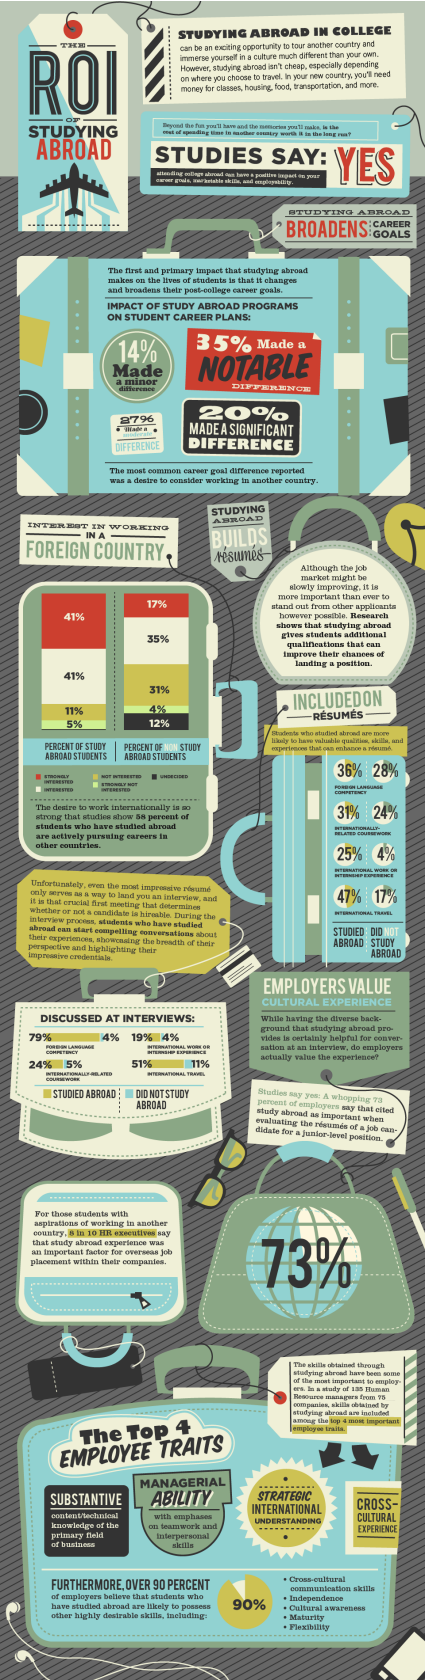 THE
ROI
OF
STUDYING
ABROAD
STUDYING ABROAD IN COLLEGE
can be an exciting opportunity to tour another country and
immerse yourself in a culture much different than your own.
However, studying abroad isn't cheap, especially depending
on where you choose to travel. In your new country, you'll need
money for classes, housing, food, transportation, and more.
Beyond the fun you'll have and the memories you'll make, is the
cost of spending time in another country worth it in the long run?
STUDIES SAY: YES
attending college abroad can have a positive impact on your
career goals, marketable skills, and employability.
STUDYING ABROAD
BROADENS CAREER
GOALS
The first and primary impact that studying abroad
makes on the lives of students is that it changes
and broadens their post-college career goals.
IMPACT OF STUDY ABROAD PROGRAMS
ON STUDENT CAREER PLANS:
14%
Made
a minor
difference
35% Made a
NOTABLE
DIFFERENCE
27%
Made a
moderate
DIFFERENCE
20%
MADE A SIGNIFICANT
DIFFERENCE
The most common career goal difference reported
was a desire to consider working in another country.
INTEREST IN WORKING
IN A
FOREIGN COUNTRY
STUDYING
ABROAD
BUILDS
résumés
Although the job
market might be
slowly improving, it is
more important than ever to
stand out from other applicants
however possible. Research
shows that studying abroad
gives students additional
qualifications that can
improve their chances of
landing a position.
41%
41%
11%
5%
17%
35%
31%
4%
12%
PERCENT OF STUDY
ABROAD STUDENTS
PERCENT OF NON-STUDY
ABROAD STUDENTS
STRONGLY
INTERESTED
INTERESTED
NOT INTERESTED
STRONGLY NOT
INTERESTED
UNDECIDED
The desire to work internationally is so
strong that studies show 58 percent of
students who have studied abroad
are actively pursuing careers in
other countries.
INCLUDED ON
RÉSUMÉS
Students who studied abroad are more
likely to have valuable qualities, skills, and
experiences that can enhance a résumé.
36% 28%
FOREIGN LANGUAGE
COMPETENCY
31% 24%
INTERNATIONALLY-
RELATED COURSEWORK
25% 4%
INTERNATIONAL WORK OR
INTERNSHIP EXPERIENCE
47% 17%
INTERNATIONAL TRAVEL
STUDIED
ABROAD
DID NOT
STUDY
ABROAD
Unfortunately, even the most impressive résumé
only serves as a way to land you an interview, and
it is that crucial first meeting that determines
whether or not a candidate is hireable. During the
interview process, students who have studied
abroad can start compelling conversations about
their experiences, showcasing the breadth of their
perspective and highlighting their
impressive credentials.
DISCUSSED AT INTERVIEWS:
79% 4%
FOREIGN LANGUAGE
COMPETENCY
19% 4%
INTERNATIONAL WORK OR
INTERNSHIP EXPERIENCE
24% 5%
INTERNATIONALLY-RELATED
COURSEWORK
51% 11%
INTERNATIONAL TRAVEL
STUDIED ABROAD
DID NOT STUDY
ABROAD
EMPLOYERS VALUE
CULTURAL EXPERIENCE
While having the diverse back-
ground that studying abroad pro-
vides is certainly helpful for conver-
sation at an interview, do employers
actually value the experience?
Studies say yes: A whopping 73
percent of employers say that cited
study abroad as important when
evaluating the résumés of a job can-
didate for a junior-level position.
73%
For those students with
aspirations of working in another
country, 8 in 10 HR executives say
that study abroad experience was
an important factor for overseas job
placement within their companies.
The skills obtained through
studying abroad have been some
of the most important to employ-
ers. In a study of 135 Human
Resource managers from 75
companies, skills obtained by
studying abroad are included
among the top 4 most important
employee traits.
The Top 4
EMPLOYEE TRAITS
SUBSTANTIVE
content/technical
knowledge of the
primary field
of business
MANAGERIAL
ABILITY
with emphases
on teamwork and
interpersonal
skills
STRATEGIC
INTERNATIONAL
UNDERSTANDING
CROSS-
CULTURAL
EXPERIENCE
FURTHERMORE, OVER 90 PERCENT
of employers believe that students who
have studied abroad are likely to possess
other highly desirable skills, including:
90%
• Cross-cultural
communication skills
• Independence
• Cultural awareness
• Maturity
• Flexibility